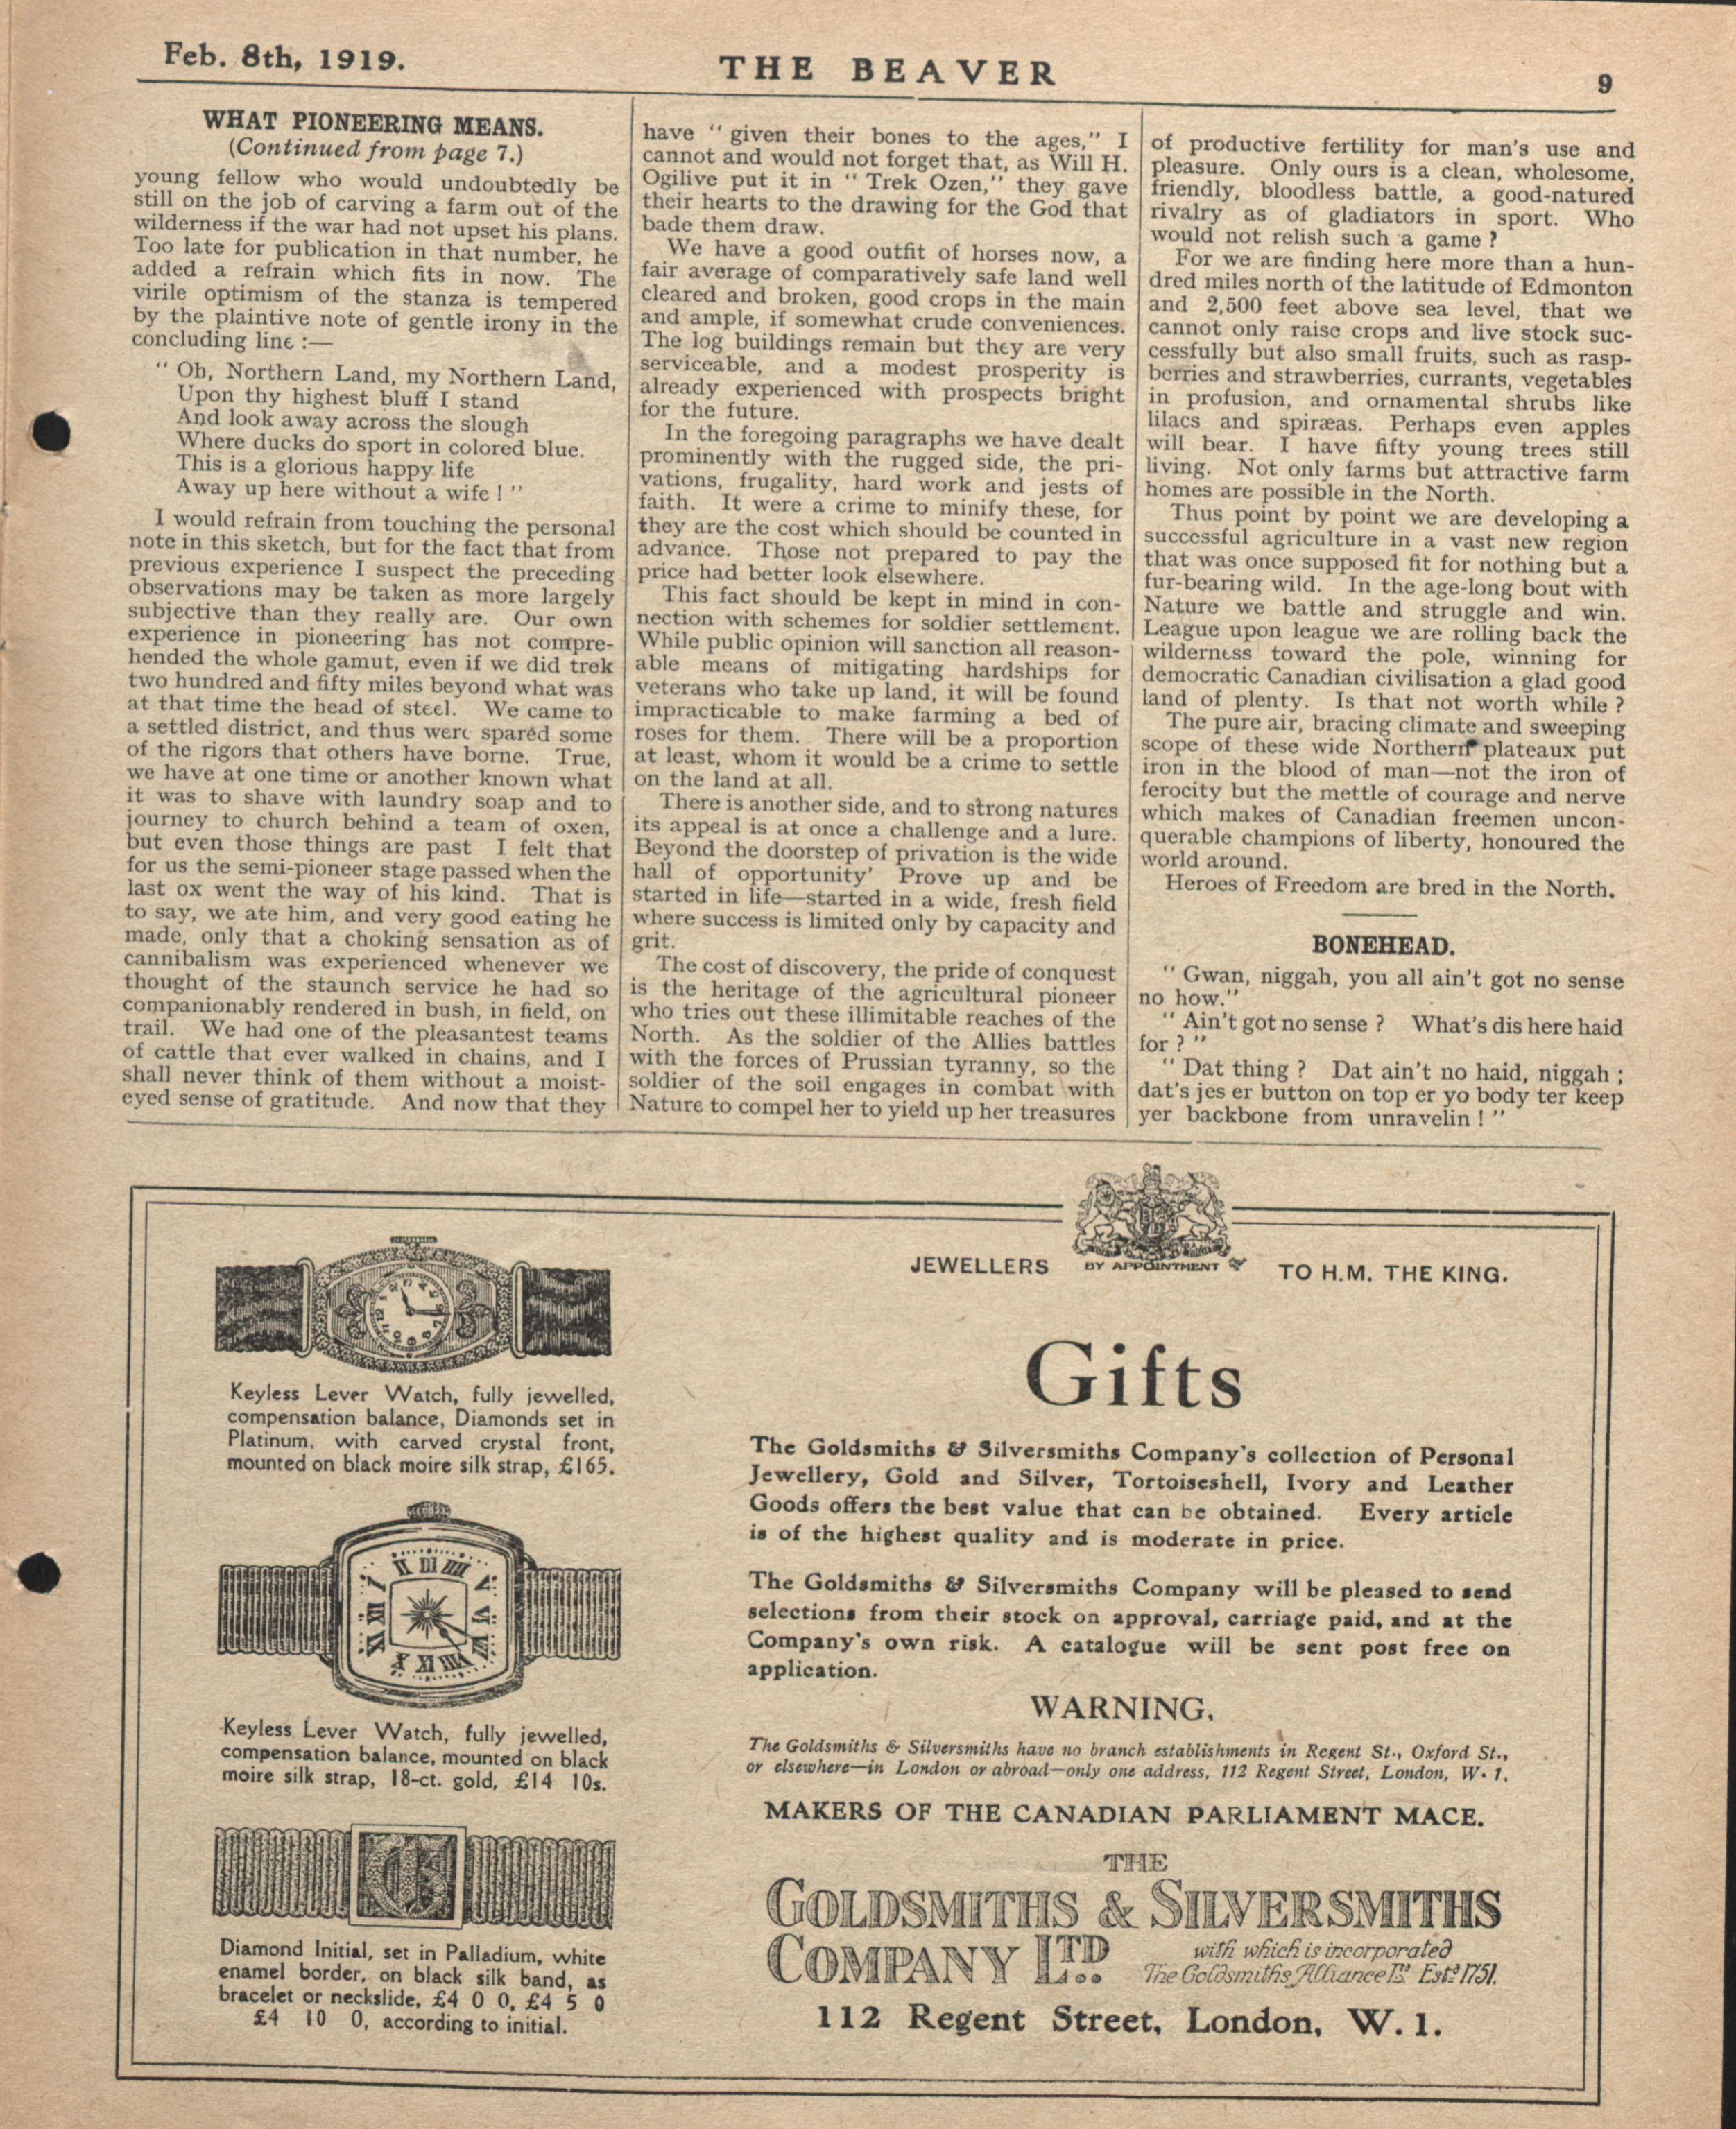 Feb. 8th, 1919.
THE BEAVER
9
WHAT PIONEERING MEANS.
(Continued from page 7.)
young fellow who would undoubtedly be
still on the job of carving a farm out of the
wilderness if the war had not upset his plans.
Too late for publication in that number, he
added a refrain which fits in now. The
virile optimism of the stanza is tempered
by the plaintive note of gentle irony in the
concluding line :—
" Oh, Northern Land, my Northern Land,
Upon thy highest bluff I stand
And look away across the slough
Where ducks do sport in colored blue.
This is a glorious happy life
Away up here without a wife ! "
I would refrain from touching the personal
note in this sketch, but for the fact that from
previous experience I suspect the preceding
observations may be taken as more largely
subjective than they really are. Our own
experience in pioneering has not compre-
hended the whole gamut, even if we did trek
two hundred and fifty miles beyond what was
at that time the head of steel. We came to
a settled district, and thus were spared some
of the rigors that others have borne. True,
we have at one time or another known what
it was to shave with laundry soap and to
journey to church behind a team of oxen,
but even those things are past I felt that
for us the semi-pioneer stage passed when the
last ox went the way of his kind. That is
to say, we ate him, and very good eating he
made, only that a choking sensation as of
cannibalism was experienced whenever we
thought of the staunch service he had so
companionably rendered in bush, in field, on
trail. We had one of the pleasantest teams
of cattle that ever walked in chains, and I
shall never think of them without a moist-
eyed sense of gratitude. And now that they
have " given their bones to the ages," I
cannot and would not forget that, as Will H.
Ogilive put it in " Trek Ozen," they gave
their hearts to the drawing for the God that
bade them draw.
We have a good outfit of horses now, a
fair average of comparatively safe land well
cleared and broken, good crops in the main
and ample, if somewhat crude conveniences.
The log buildings remain but they are very
serviceable, and a modest prosperity is
already experienced with prospects bright
for the future.
In the foregoing paragraphs we have dealt
prominently with the rugged side, the pri-
vations, frugality, hard work and jests of
faith. It were a crime to minify these, for
they are the cost which should be counted in
advance. Those not prepared to pay the
price had better look elsewhere.
This fact should be kept in mind in con-
nection with schemes for soldier settlement.
While public opinion will sanction all reason-
able means of mitigating hardships for
veterans who take up land, it will be found
impracticable to make farming a bed of
roses for them. There will be a proportion
at least, whom it would be a crime to settle
on the land at all.
There is another side, and to strong natures
its appeal is at once a challenge and a lure.
Beyond the doorstep of privation is the wide
hall of opportunity' Prove up and be
started in life—started in a wide, fresh field
where success is limited only by capacity and
grit.
The cost of discovery, the pride of conquest
is the heritage of the agricultural pioneer
who tries out these illimitable reaches of the
North. As the soldier of the Allies battles
with the forces of Prussian tyranny, so the
soldier of the soil engages in combat with
Nature to compel her to yield up her treasures
of productive fertility for man's use and
pleasure. Only ours is a clean, wholesome,
friendly, bloodless battle, a good-natured
rivalry as of gladiators in sport. Who
would not relish such a game ?
For we are finding here more than a hun-
dred miles north of the latitude of Edmonton
and 2,500 feet above sea level, that we
cannot only raise crops and live stock suc-
cessfully but also small fruits, such as rasp-
berries and strawberries, currants, vegetables
in profusion, and ornamental shrubs like
lilacs and spiræas. Perhaps even apples
will bear. I have fifty young trees still
living. Not only farms but attractive farm
homes are possible in the North.
Thus point by point we are developing a
successful agriculture in a vast new region
that was once supposed fit for nothing but a
fur-bearing wild. In the age-long bout with
Nature we battle and struggle and win.
League upon league we are rolling back the
wilderness toward the pole, winning for
democratic Canadian civilisation a glad good
land of plenty. Is that not worth while ?
The pure air, bracing climate and sweeping
scope of these wide Northern plateaux put
iron in the blood of man—not the iron of
ferocity but the mettle of courage and nerve
which makes of Canadian freemen uncon-
querable champions of liberty, honoured the
world around.
Heroes of Freedom are bred in the North.
BONEHEAD.
" Gwan, niggah, you all ain't got no sense
no how."
" Ain't got no sense ? What's dis here haid
for ? "
" Dat thing ? Dat ain't no haid, niggah ;
dat's jes er button on top er yo body ter keep
yer backbone from unravelin ! "
JEWELLERS
BY APPOINTMENT
TO H.M. THE KING.
Keyless Lever Watch, fully jewelled,
compensation balance, Diamonds set in
Platinum, with carved crystal front,
mounted on black moire silk strap, £165.
Keyless Lever Watch, fully jewelled,
compensation balance, mounted on black
moire silk strap, 18-ct. gold, £14 10s.
Diamond Initial, set in Palladium, white
enamel border, on black silk band, as
bracelet or neckslide, £4 0 0, £4 5 0
£4 10 0, according to initial.
Gifts
The Goldsmiths & Silversmiths Company's collection of Personal
Jewellery, Gold and Silver, Tortoiseshell, Ivory and Leather
Goods offers the best value that can be obtained. Every article
is of the highest quality and is moderate in price.
The Goldsmiths & Silversmiths Company will be pleased to send
selections from their stock on approval, carriage paid, and at the
Company's own risk. A catalogue will be sent post free on
application.
WARNING.
The Goldsmiths & Silversmiths have no branch establishments in Regent St., Oxford St.,
or elsewhere—in London or abroad—only one address, 112 Regent Street, London, W. 1.
MAKERS OF THE CANADIAN PARLIAMENT MACE.
THE
GOLDSMITHS & SILVERSMITHS
COMPANY LTD
with which is incorporated
The Goldsmiths Alliance Ld. Estd 1751.
112 Regent Street, London, W. 1.